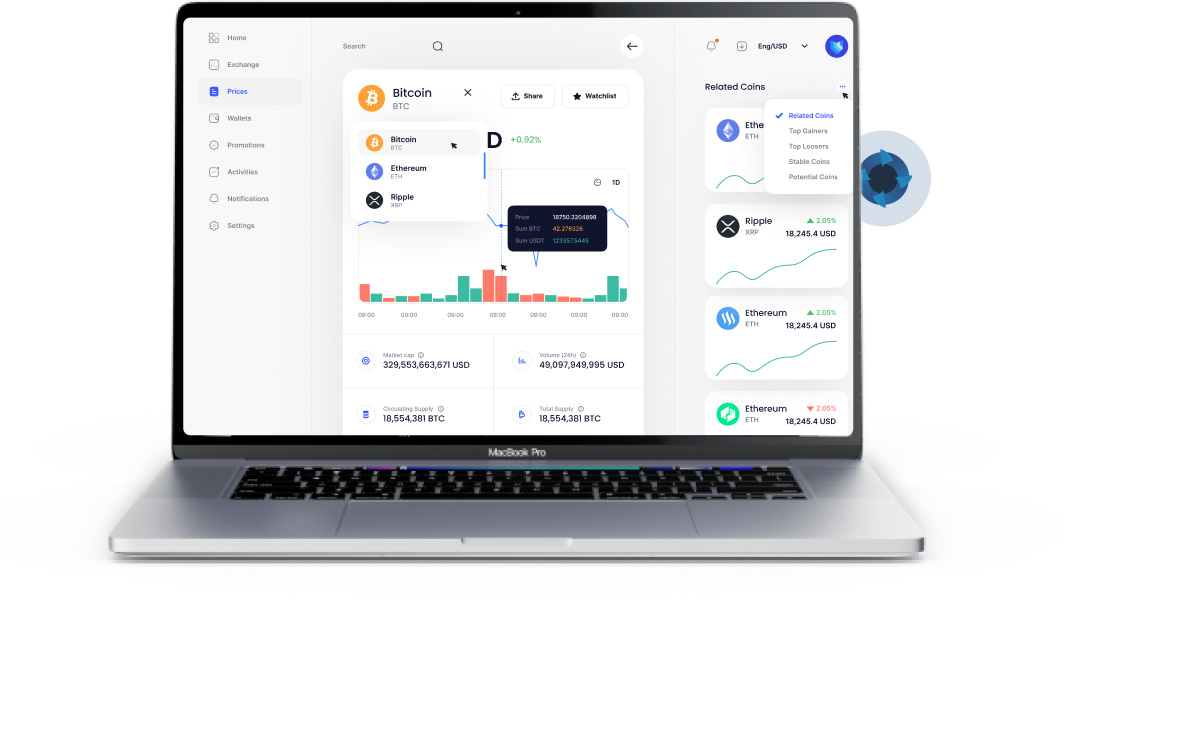 Home
Exchange
Prices
Wallets
Promotions
Activities
Notifications
Settings
Search
Bitcoin
BTC
Share
Watchlist
Bitcoin
BTC
Ethereum
ETH
Ripple
XRP
D
+0.92%
1D
Price 18750.3204898
Sum BTC 42.276326
Sum USDT 123357.5445
09:00 09:00 09:00 09:00 09:00 09:00 09:00
Market cap
329,553,663,671 USD
Volume (24h)
49,097,949,995 USD
Circulating Supply
18,554,381 BTC
Total Supply
18,554,381 BTC
Eng/USD
Related Coins
Ethe
ETH
Related Coins
Top Gainers
Top Loosers
Stable Coins
Potential Coins
Ripple 2.05%
XRP 18,245.4 USD
Ethereum 2.05%
ETH 18,245.4 USD
Ethereum 2.05%
ETH 18,245.4 USD
MacBook Pro